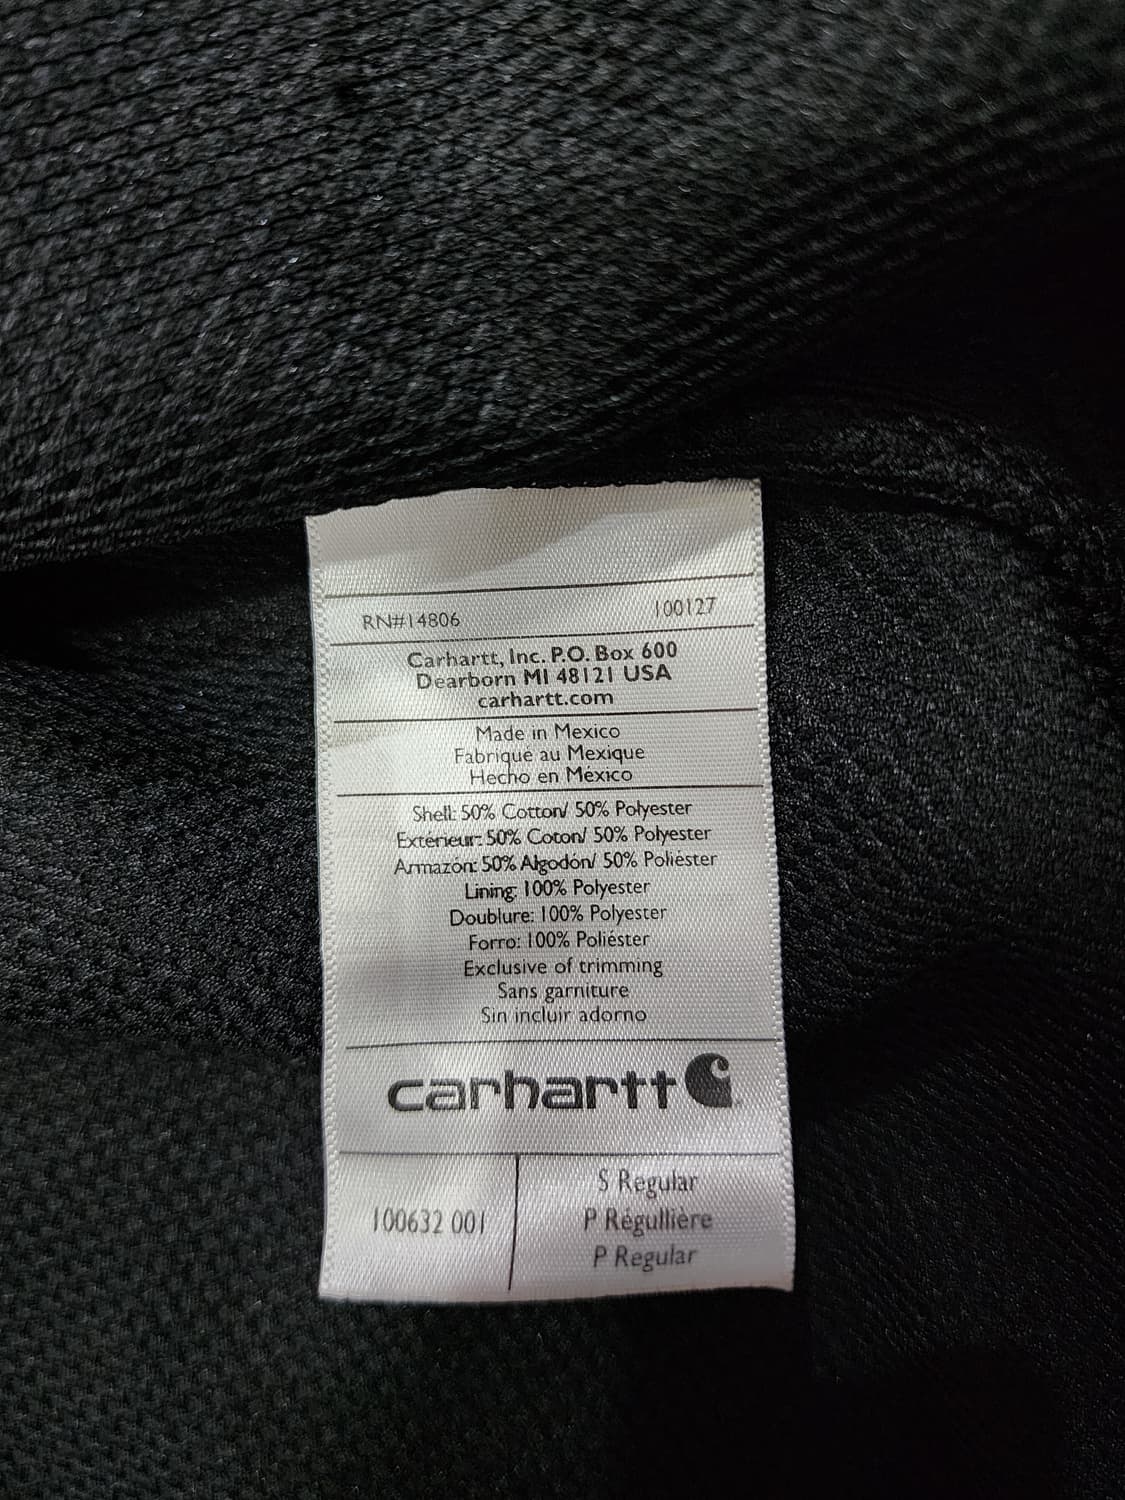 RN#14806 100127
Carhartt, Inc. P.O. Box 600
Dearborn MI 48121 USA
carhartt.com
Made in Mexico
Fabriqué au Mexique
Hecho en México
Shell: 50% Cotton/ 50% Polyester
Extérieur: 50% Coton/ 50% Polyester
Armazón: 50% Algodón/ 50% Poliéster
Lining: 100% Polyester
Doublure: 100% Polyester
Forro: 100% Poliéster
Exclusive of trimming
Sans garniture
Sin incluir adorno
carhartt
100632 001
S Regular
P Régullière
P Regular